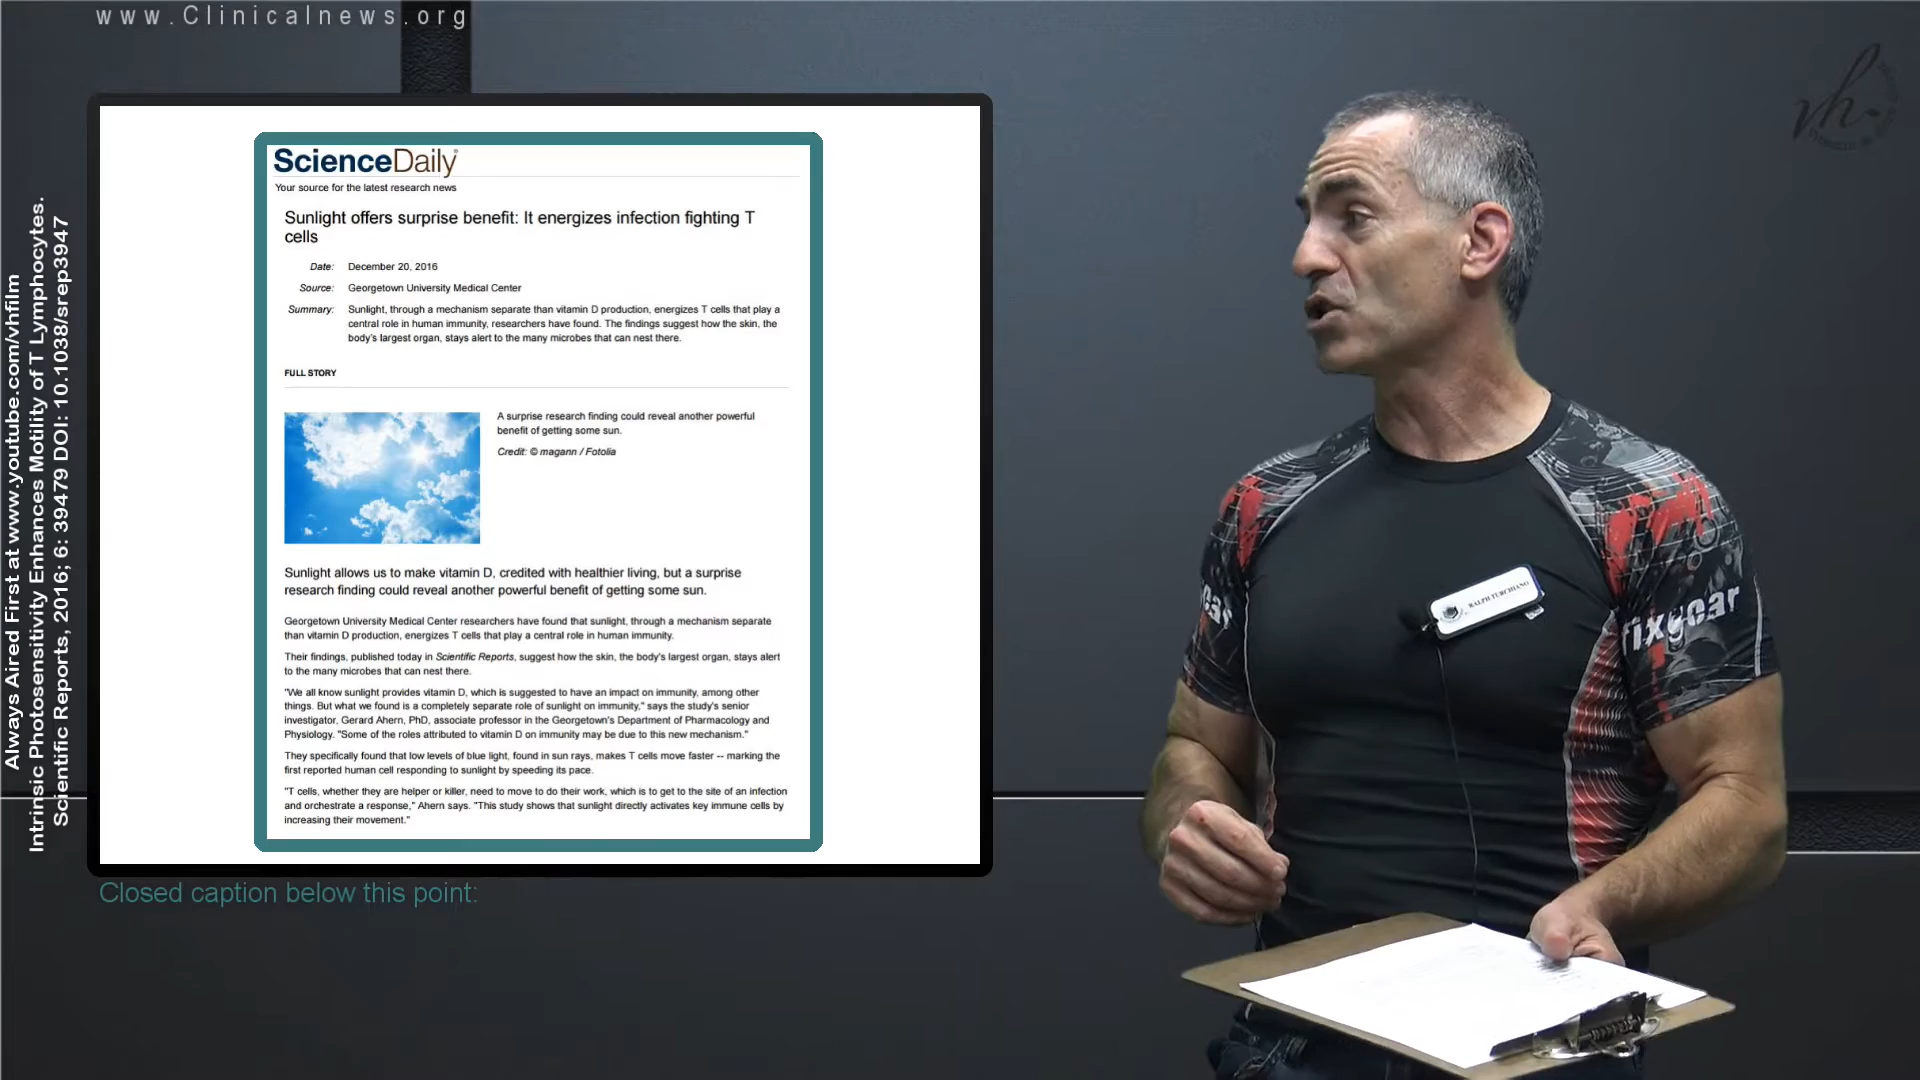 www.Clinicalnews.org
Always Aired First at www.youtube.com/vhfilm
Intrinsic Photosensitivity Enhances Motility of T Lymphocytes.
Scientific Reports, 2016; 6: 39479 DOI: 10.1038/srep3947
ScienceDaily
Your source for the latest research news
Sunlight offers surprise benefit: It energizes infection fighting T
cells
Date: December 20, 2016
Source: Georgetown University Medical Center
Summary: Sunlight, through a mechanism separate than vitamin D production, energizes T cells that play a
central role in human immunity, researchers have found. The findings suggest how the skin, the
body's largest organ, stays alert to the many microbes that can nest there.
FULL STORY
A surprise research finding could reveal another powerful
benefit of getting some sun.
Credit: © magann / Fotolia
Sunlight allows us to make vitamin D, credited with healthier living, but a surprise
research finding could reveal another powerful benefit of getting some sun.
Georgetown University Medical Center researchers have found that sunlight, through a mechanism separate
than vitamin D production, energizes T cells that play a central role in human immunity.
Their findings, published today in Scientific Reports, suggest how the skin, the body's largest organ, stays alert
to the many microbes that can nest there.
"We all know sunlight provides vitamin D, which is suggested to have an impact on immunity, among other
things. But what we found is a completely separate role of sunlight on immunity," says the study's senior
investigator, Gerard Ahern, PhD, associate professor in the Georgetown's Department of Pharmacology and
Physiology. "Some of the roles attributed to vitamin D on immunity may be due to this new mechanism."
They specifically found that low levels of blue light, found in sun rays, makes T cells move faster -- marking the
first reported human cell responding to sunlight by speeding its pace.
"T cells, whether they are helper or killer, need to move to do their work, which is to get to the site of an infection
and orchestrate a response," Ahern says. "This study shows that sunlight directly activates key immune cells by
increasing their movement."
Closed caption below this point:
RALPH TURCHIANO
fixgear
vh